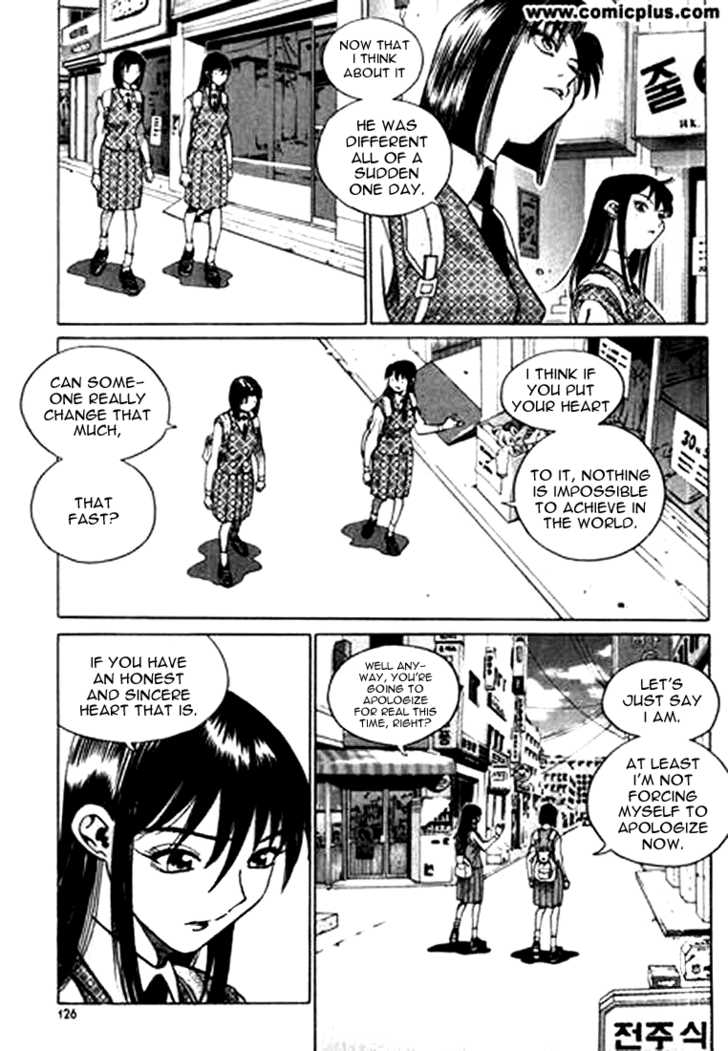 www.comicplus.com
NOW THAT
I THINK
ABOUT IT
HE WAS
DIFFERENT
ALL OF A
SUDDEN
ONE DAY.
줄
14K.
CAN SOME-
ONE REALLY
CHANGE THAT
MUCH,
THAT
FAST?
I THINK IF
YOU PUT
YOUR HEART
TO IT, NOTHING
IS IMPOSSIBLE
TO ACHIEVE IN
THE WORLD.
30
IF YOU HAVE
AN HONEST
AND SINCERE
HEART THAT IS.
WELL ANY-
WAY, YOU'RE
GOING TO
APOLOGIZE
FOR REAL THIS
TIME, RIGHT?
LET'S
JUST SAY
I AM.
AT LEAST
I'M NOT
FORCING
MYSELF TO
APOLOGIZE
NOW.
전주식
126